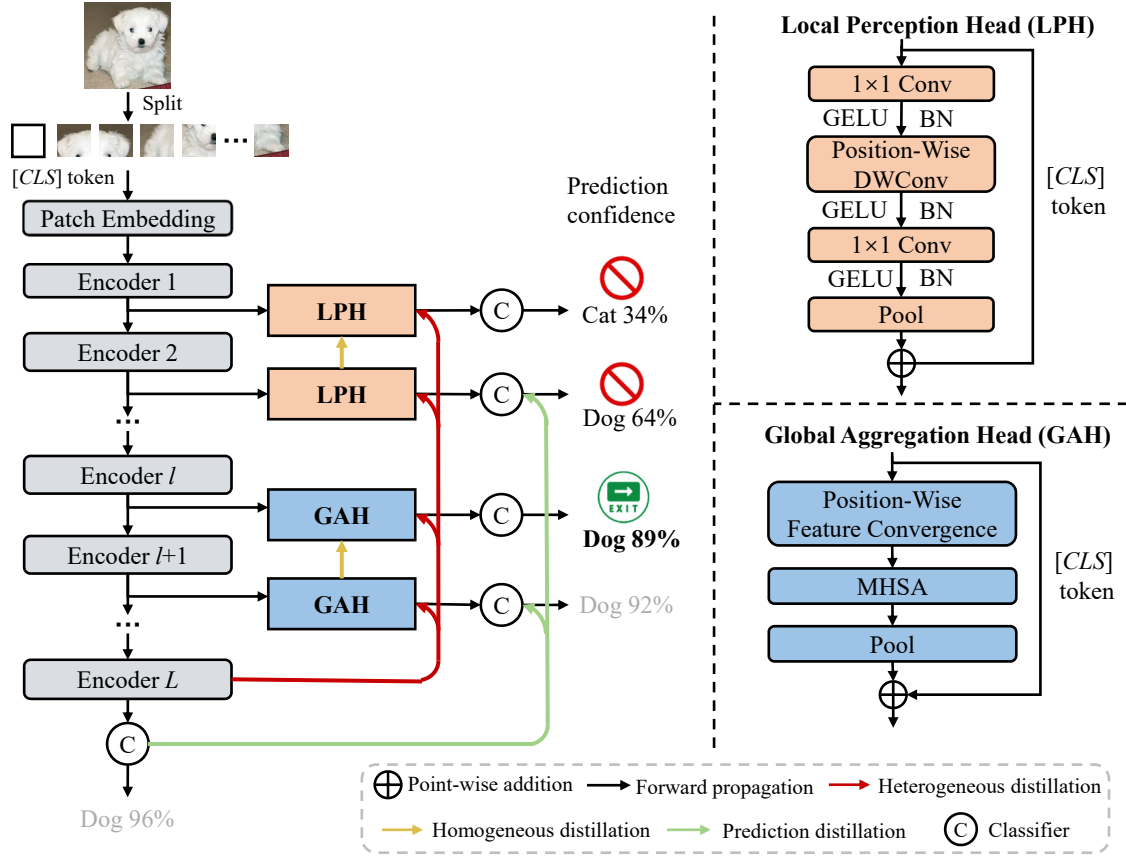 Split
[CLS] token
Patch Embedding
Encoder 1
Encoder 2
...
Encoder l
Encoder l+1
...
Encoder L
C
Dog 96%
LPH
LPH
GAH
GAH
C
C
C
C
Prediction
confidence
Cat 34%
Dog 64%
EXIT
Dog 89%
Dog 92%
Local Perception Head (LPH)
1×1 Conv
GELU BN
Position-Wise
DWConv
GELU BN
1×1 Conv
GELU BN
Pool
[CLS]
token
Global Aggregation Head (GAH)
Position-Wise
Feature Convergence
MHSA
Pool
[CLS]
token
Point-wise addition Forward propagation Heterogeneous distillation
Homogeneous distillation Prediction distillation C Classifier